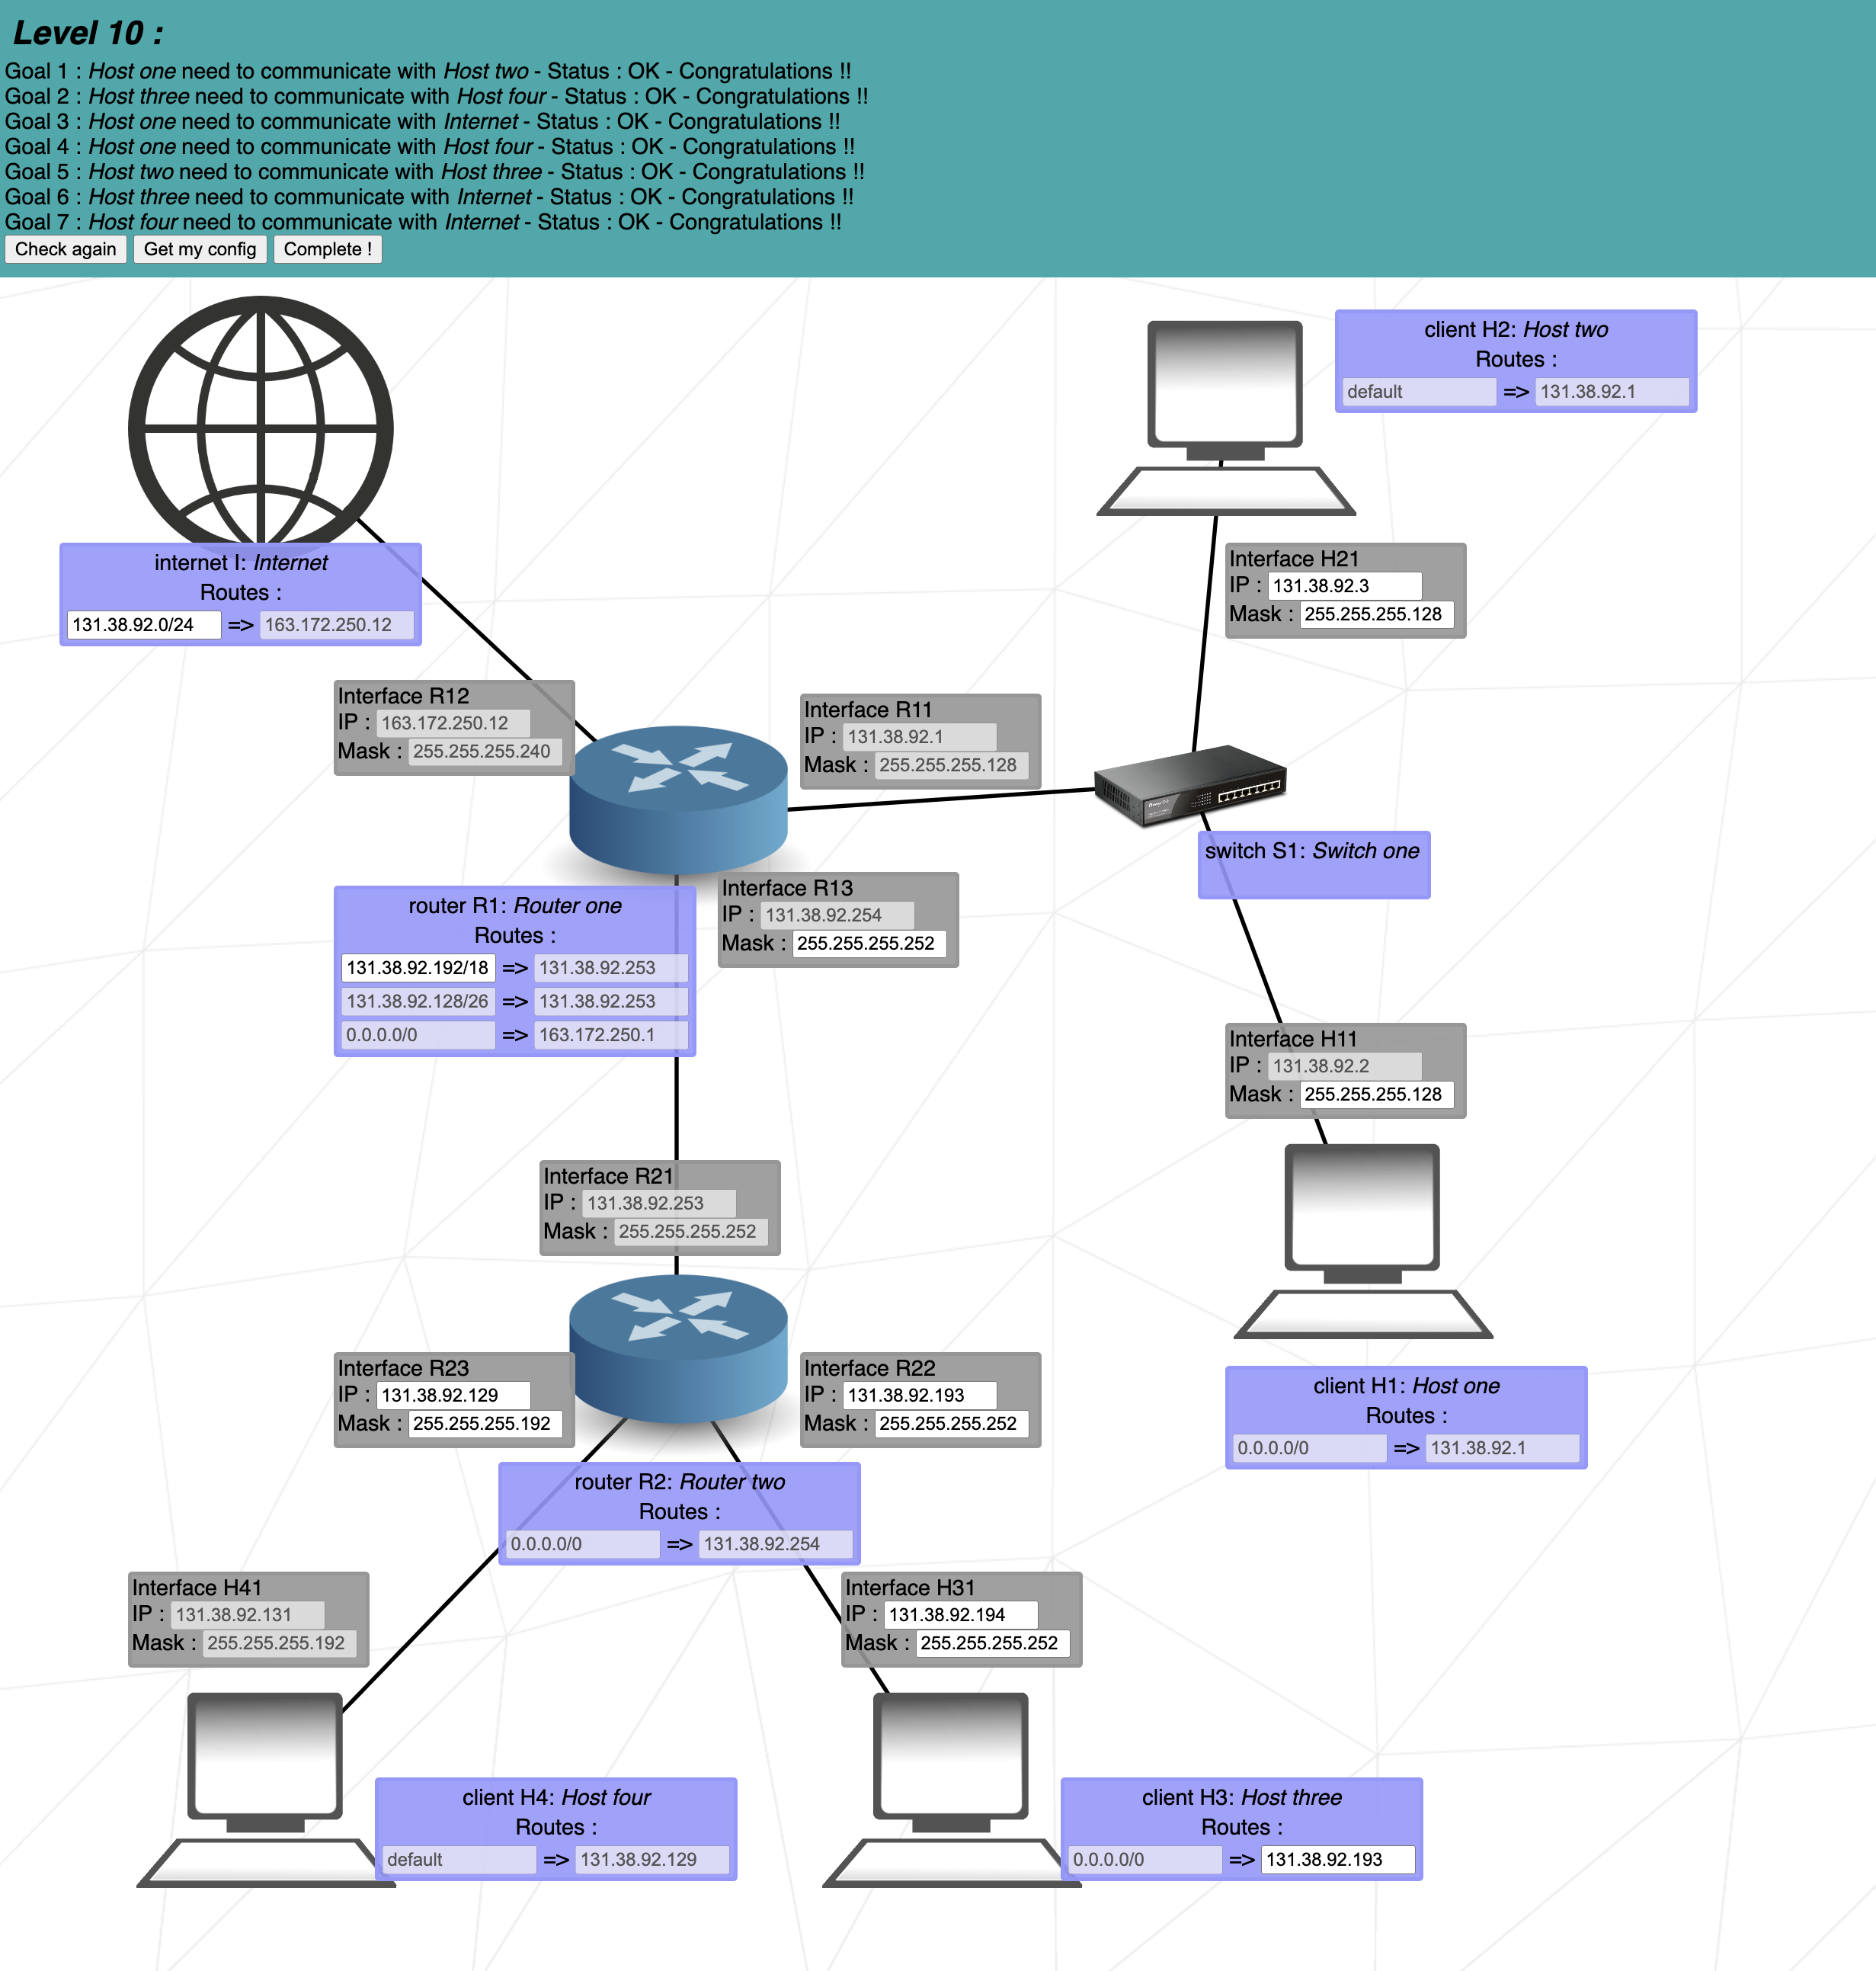 Level 10 :
Goal 1 : Host one need to communicate with Host two - Status : OK - Congratulations !!
Goal 2 : Host three need to communicate with Host four - Status : OK - Congratulations !!
Goal 3 : Host one need to communicate with Internet - Status : OK - Congratulations !!
Goal 4 : Host one need to communicate with Host four - Status : OK - Congratulations !!
Goal 5 : Host two need to communicate with Host three - Status : OK - Congratulations !!
Goal 6 : Host three need to communicate with Internet - Status : OK - Congratulations !!
Goal 7 : Host four need to communicate with Internet - Status : OK - Congratulations !!
Check again Get my config Complete !
client H2: Host two
Routes :
default => 131.38.92.1
internet I: Internet
Routes :
131.38.92.0/24 => 163.172.250.12
Interface H21
IP : 131.38.92.3
Mask : 255.255.255.128
Interface R12
IP : 163.172.250.12
Mask : 255.255.255.240
Interface R11
IP : 131.38.92.1
Mask : 255.255.255.128
switch S1: Switch one
Interface R13
IP : 131.38.92.254
Mask : 255.255.255.252
router R1: Router one
Routes :
131.38.92.192/18 => 131.38.92.253
131.38.92.128/26 => 131.38.92.253
0.0.0.0/0 => 163.172.250.1
Interface H11
IP : 131.38.92.2
Mask : 255.255.255.128
Interface R21
IP : 131.38.92.253
Mask : 255.255.255.252
Interface R23
IP : 131.38.92.129
Mask : 255.255.255.192
Interface R22
IP : 131.38.92.193
Mask : 255.255.255.252
client H1: Host one
Routes :
0.0.0.0/0 => 131.38.92.1
router R2: Router two
Routes :
0.0.0.0/0 => 131.38.92.254
Interface H41
IP : 131.38.92.131
Mask : 255.255.255.192
Interface H31
IP : 131.38.92.194
Mask : 255.255.255.252
client H4: Host four
Routes :
default => 131.38.92.129
client H3: Host three
Routes :
0.0.0.0/0 => 131.38.92.193